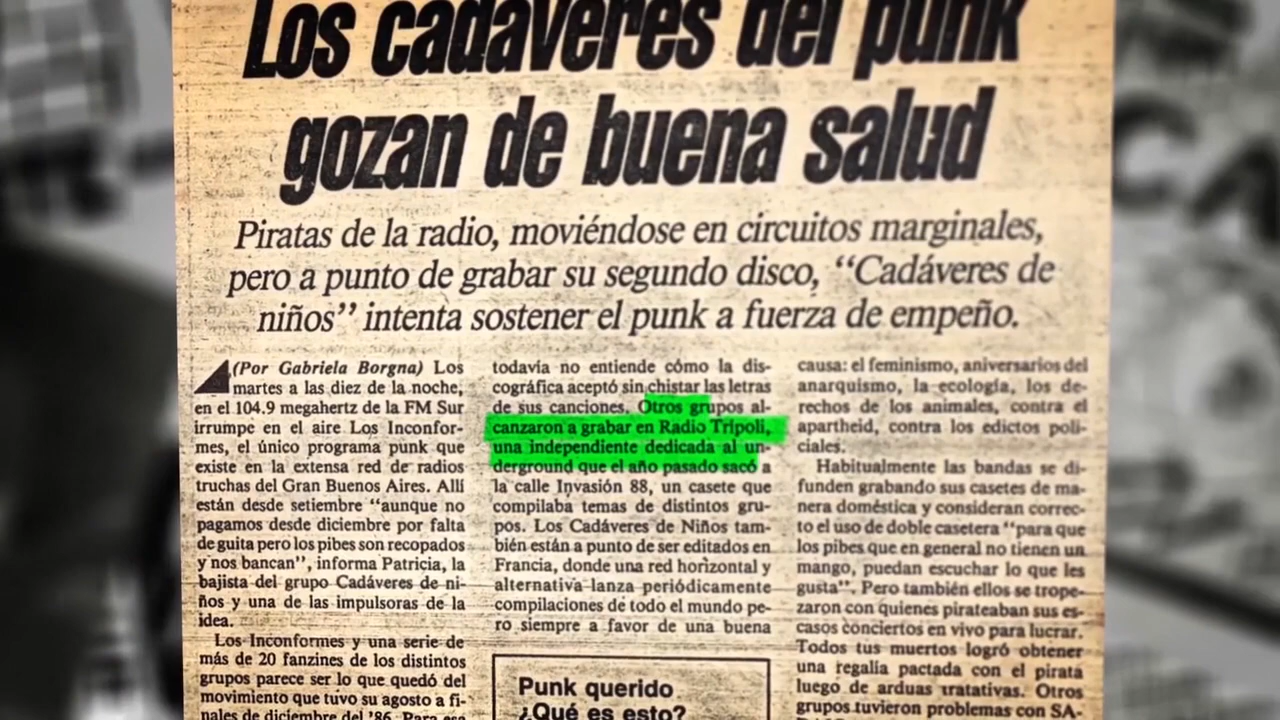 Los cadáveres del punk
gozan de buena salud
Piratas de la radio, moviéndose en circuitos marginales,
pero a punto de grabar su segundo disco, “Cadáveres de
niños” intenta sostener el punk a fuerza de empeño.
(Por Gabriela Borgna) Los
martes a las diez de la noche,
en el 104.9 megahertz de la FM Sur
irrumpe en el aire Los Inconfor-
mes, el único programa punk que
existe en la extensa red de radios
truchas del Gran Buenos Aires. Allí
están desde setiembre “aunque no
pagamos desde diciembre por falta
de guita pero los pibes son recopados
y nos bancan”, informa Patricia, la
bajista del grupo Cadáveres de ni-
ños y una de las impulsoras de la
idea.
Los Inconformes y una serie de
más de 20 fanzines de los distintos
grupos parece ser lo que quedó del
movimiento que tuvo su agosto a fi-
nales de diciembre del ’86. Para esa
todavía no entiende cómo la dis-
cográfica aceptó sin chistar las letras
de sus canciones. Otros grupos al-
canzaron a grabar en Radio Trípoli,
una independiente dedicada al un-
derground que el año pasado sacó a
la calle Invasión 88, un casete que
compilaba temas de distintos gru-
pos. Los Cadáveres de Niños tam-
bién están a punto de ser editados en
Francia, donde una red horizontal y
alternativa lanza periódicamente
compilaciones de todo el mundo pe-
ro siempre a favor de una buena
Punk querido
¿Qué es esto?
causa: el feminismo, aniversarios del
anarquismo, la ecología, los de-
rechos de los animales, contra el
apartheid, contra los edictos poli-
ciales.
Habitualmente las bandas se di-
funden grabando sus casetes de ma-
nera doméstica y consideran correc-
to el uso de doble casetera “para que
los pibes que en general no tienen un
mango, puedan escuchar lo que les
gusta”. Pero también ellos se trope-
zaron con quienes pirateaban sus es-
casos conciertos en vivo para lucrar.
Todos tus muertos logró obtener
una regalía pactada con el pirata
luego de arduas tratativas. Otros
grupos tuvieron problemas con SA-